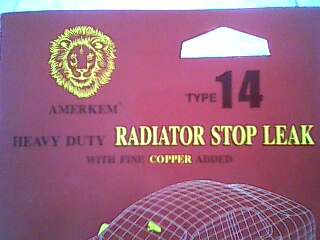 AMERKEM®
TYPE 14
HEAVY DUTY RADIATOR STOP LEAK
WITH FINE COPPER ADDED